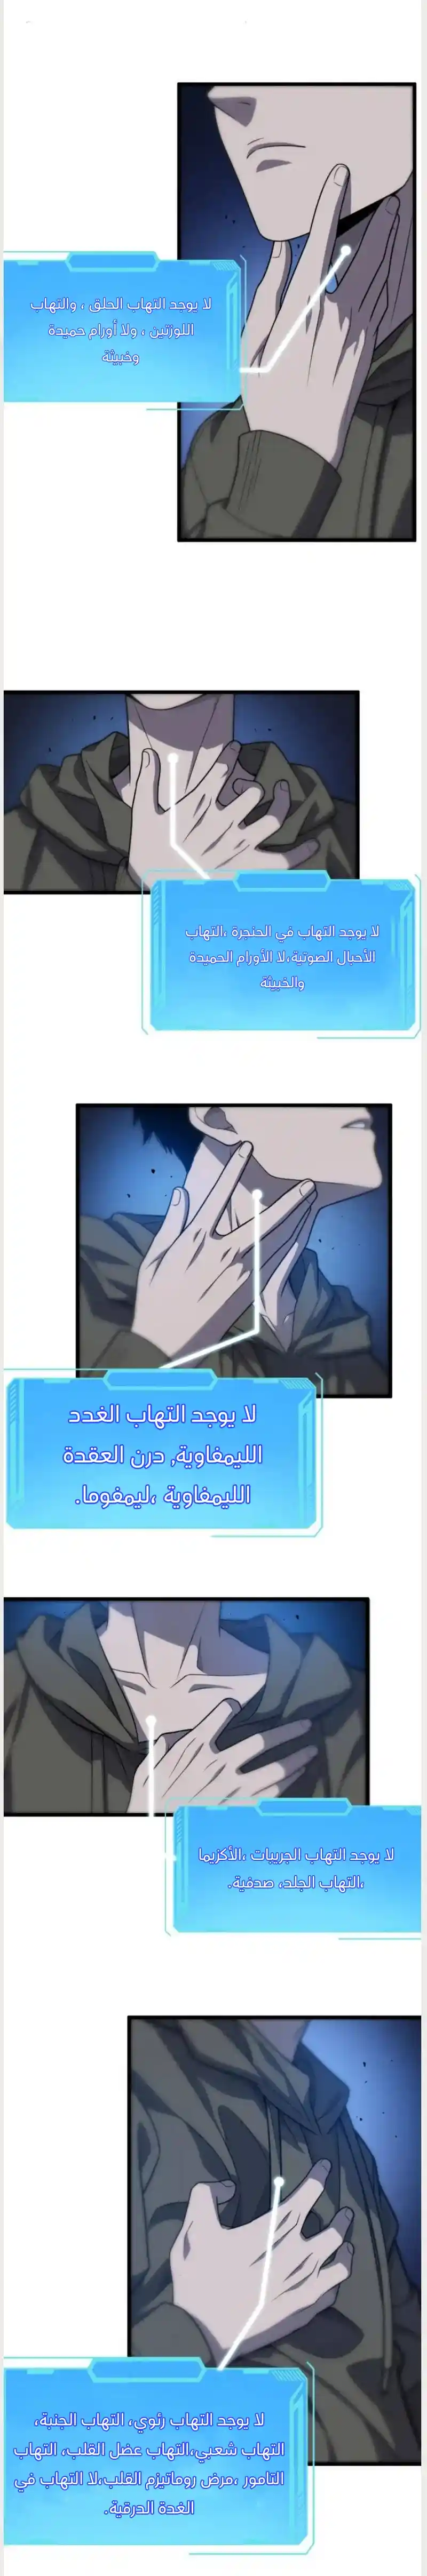 لا يوجد التهاب الحلق ، والتهاب
اللوزتين ، ولا أورام حميدة
وخبيثة
لا يوجد التهاب في الحنجرة ،التهاب
الأحبال الصوتية،لا الأورام الحميدة
والخبيثة
لا يوجد التهاب الغدد
الليمفاوية, درن العقدة
الليمفاوية ،ليمفوما.
لا يوجد التهاب الجريبات ،الأكزيما
،التهاب الجلد، صدفية.
لا يوجد التهاب رئوي، التهاب الجنبة،
التهاب شعبي،التهاب عضل القلب، التهاب
التامور ،مرض روماتيزم القلب،لا التهاب في
الغدة الدرقية.